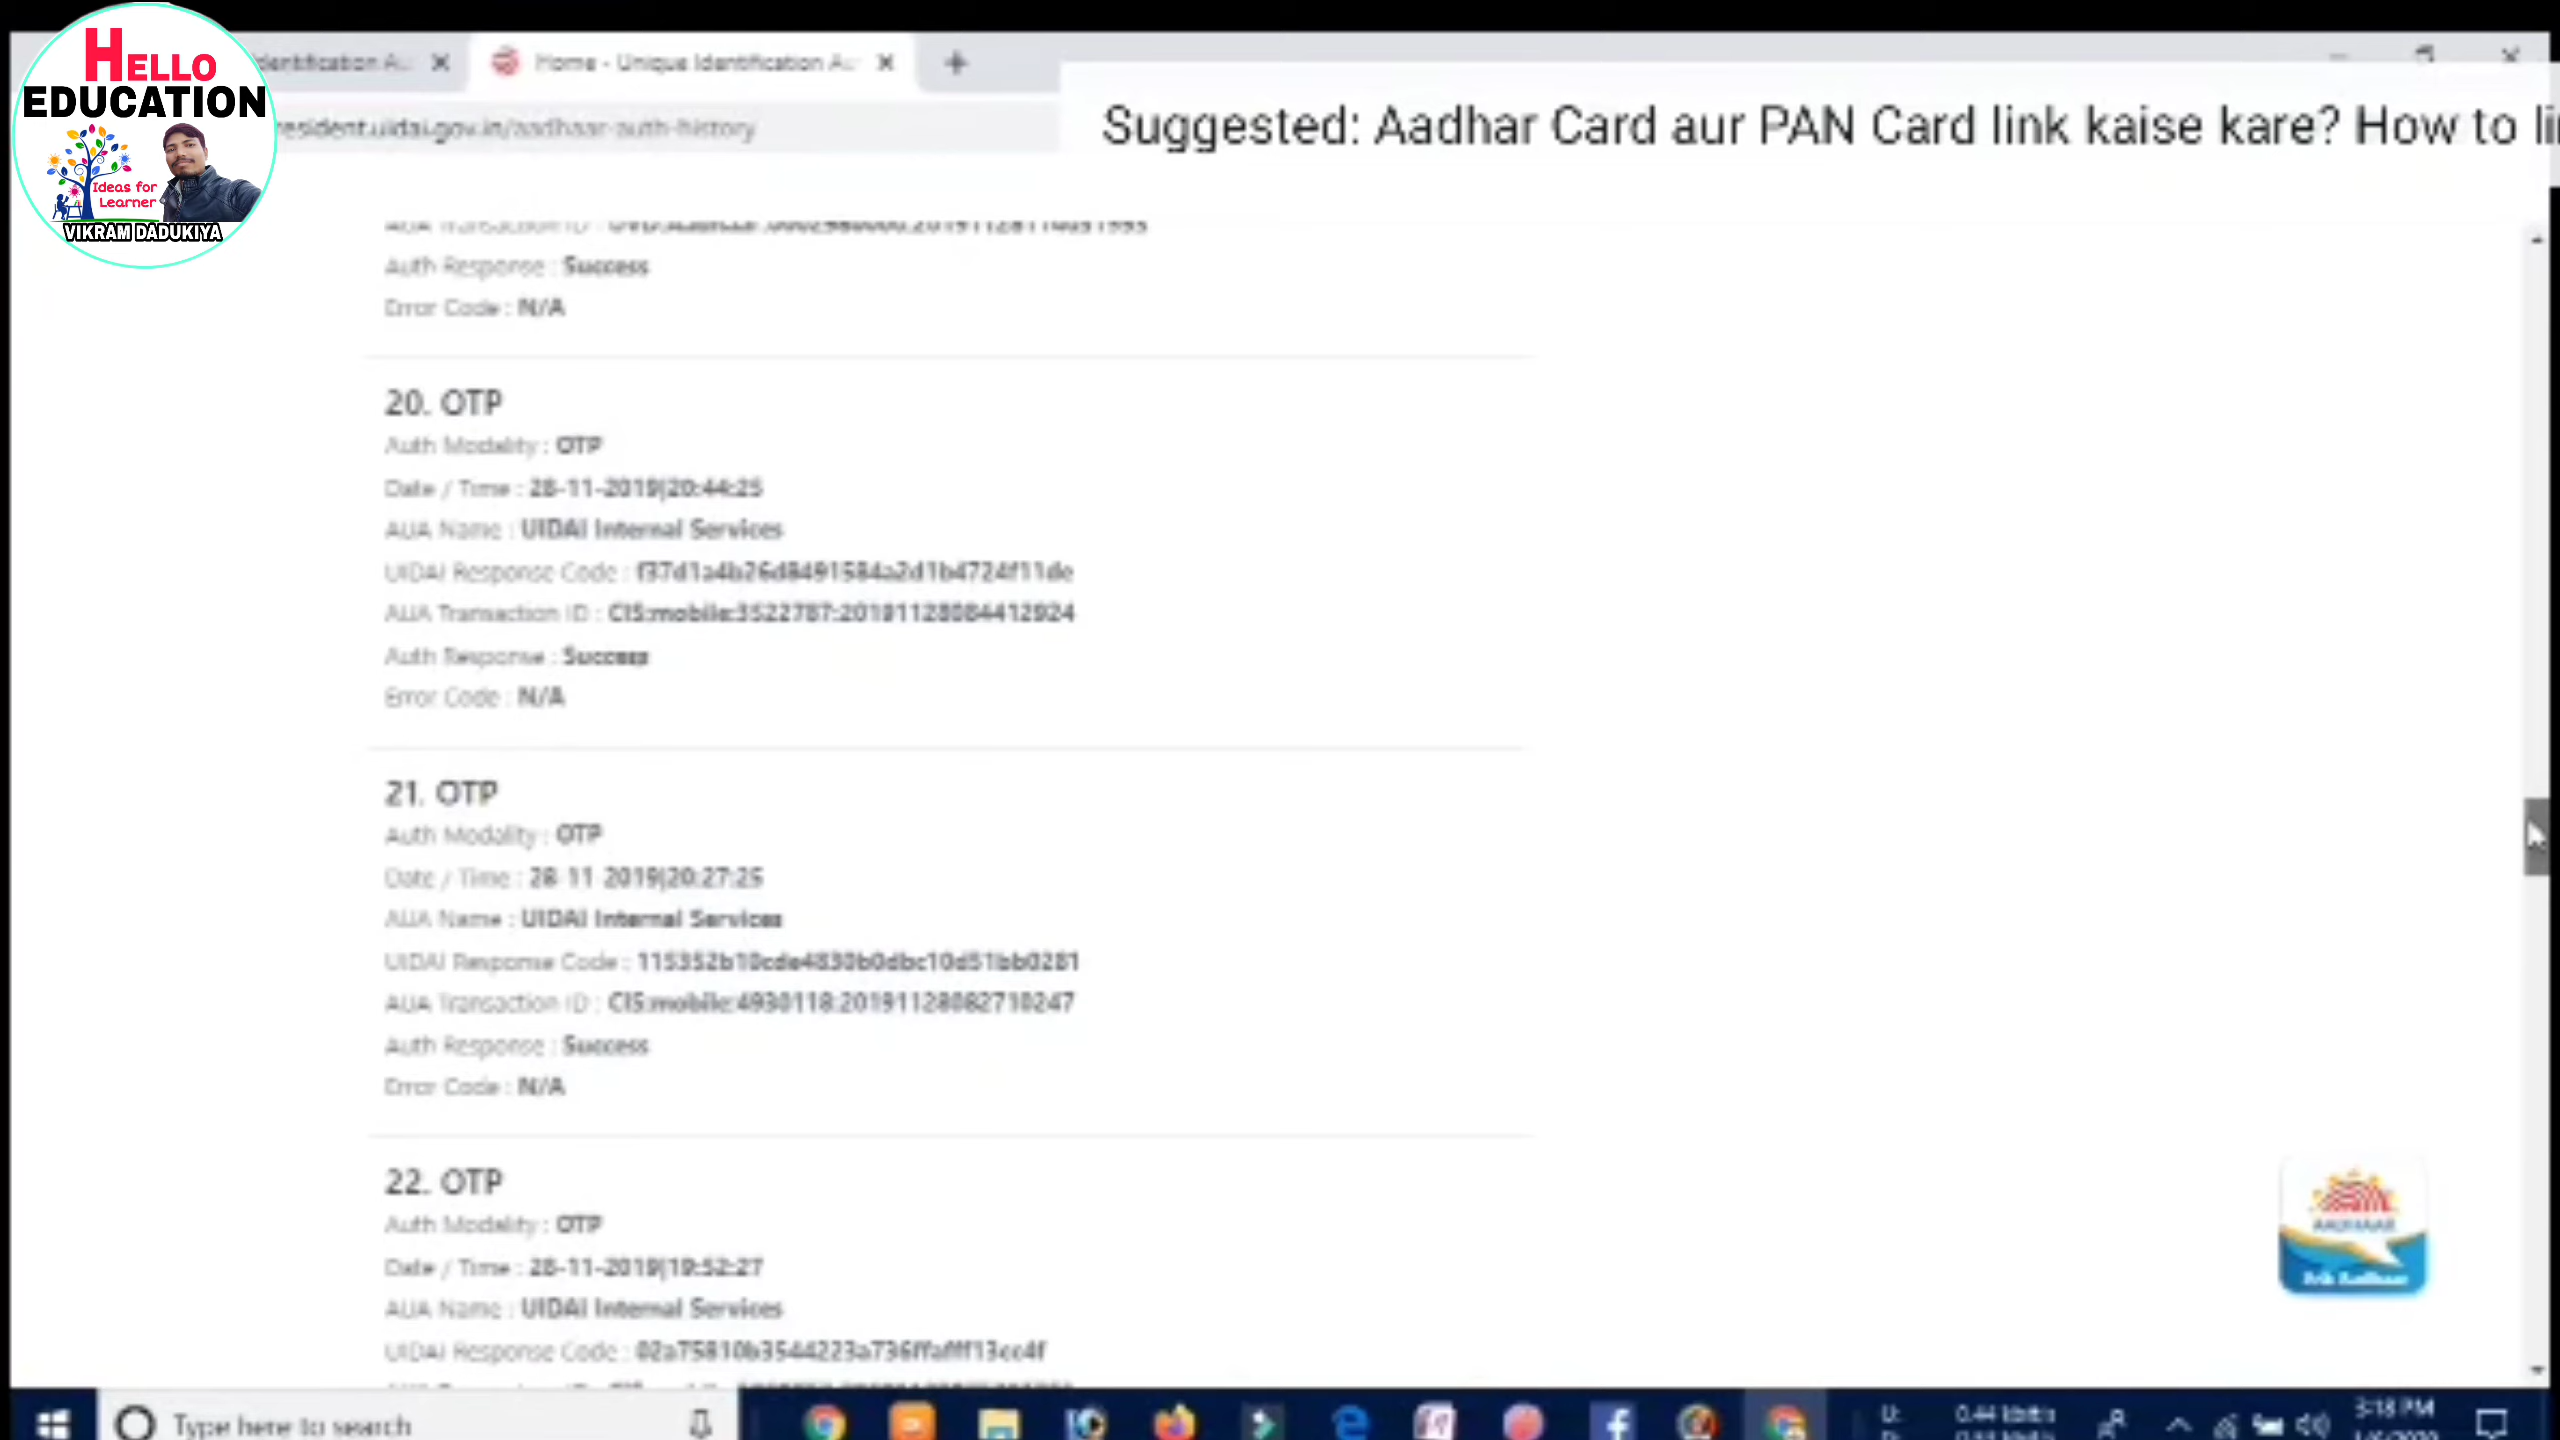 HELLO
EDUCATION
Ideas for
Learner
VIKRAM DADUKIYA
dentification A
Home - Unique Identification Au
resident.uidai.gov.in/aadhaar-auth-history
Suggested: Aadhar Card aur PAN Card link kaise kare? How to li
Auth Response : Success
Error Code : N/A
20. OTP
Auth Modality : OTP
Date / Time : 28-11-2019|20:44:25
AUA Name : UIDAI Internal Services
UIDAI Response Code : f37d1a4b26d8491584a2d1b4724f11de
AUA Transaction ID : CIS:mobile:3522787:20191128084412924
Auth Response : Success
Error Code : N/A
21. OTP
Auth Modality : OTP
Date / Time : 28-11-2019|20:27:25
AUA Name : UIDAI Internal Services
UIDAI Response Code : 115352b10cde4830b0dbc10d51bb0281
AUA Transaction ID : CIS:mobile:4930118:20191128082710247
Auth Response : Success
Error Code : N/A
22. OTP
Auth Modality : OTP
Date / Time : 28-11-2019|19:52:27
AUA Name : UIDAI Internal Services
UIDAI Response Code :
AADHAAR
Type here to search
3:18 PM